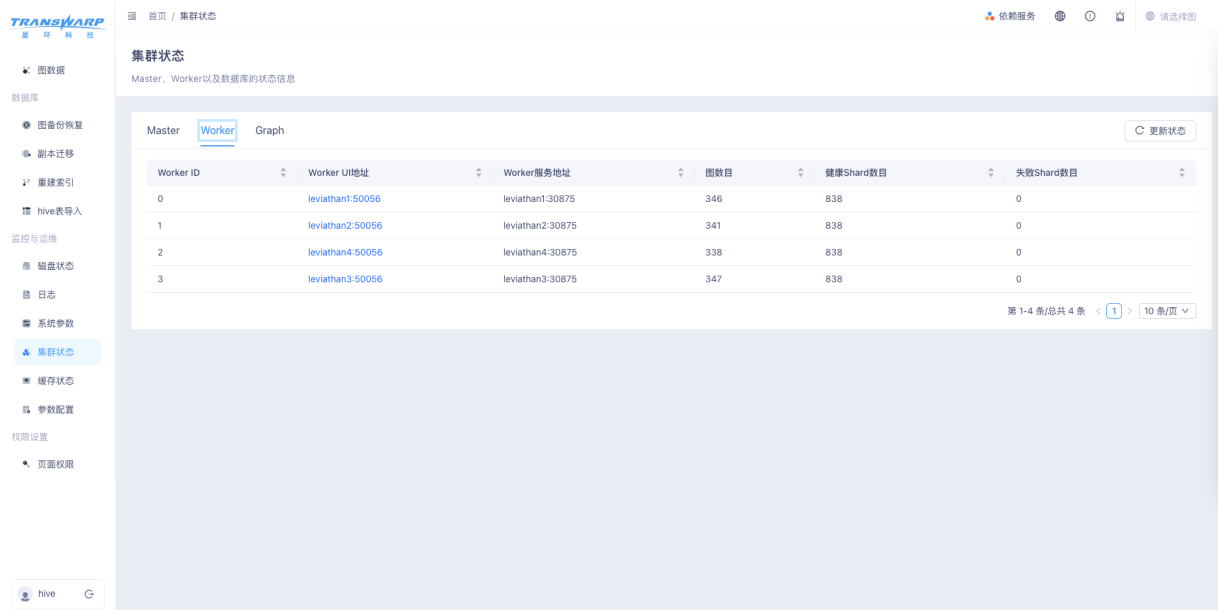 TRANSWARP
星 环 科 技
首页 / 集群状态
依赖服务
请选择图
集群状态
Master、Worker以及数据库的状态信息
图数据
数据库
图备份恢复
副本迁移
重建索引
hive表导入
监控与运维
磁盘状态
日志
系统参数
集群状态
缓存状态
参数配置
权限设置
页面权限
hive
Master Worker Graph
更新状态
Worker ID Worker UI地址 Worker服务地址 图数目 健康Shard数目 失败Shard数目
0 leviathan1:50056 leviathan1:30875 346 838 0
1 leviathan2:50056 leviathan2:30875 341 838 0
2 leviathan4:50056 leviathan4:30875 338 838 0
3 leviathan3:50056 leviathan3:30875 347 838 0
第 1-4 条/总共 4 条 < 1 > 10 条/页